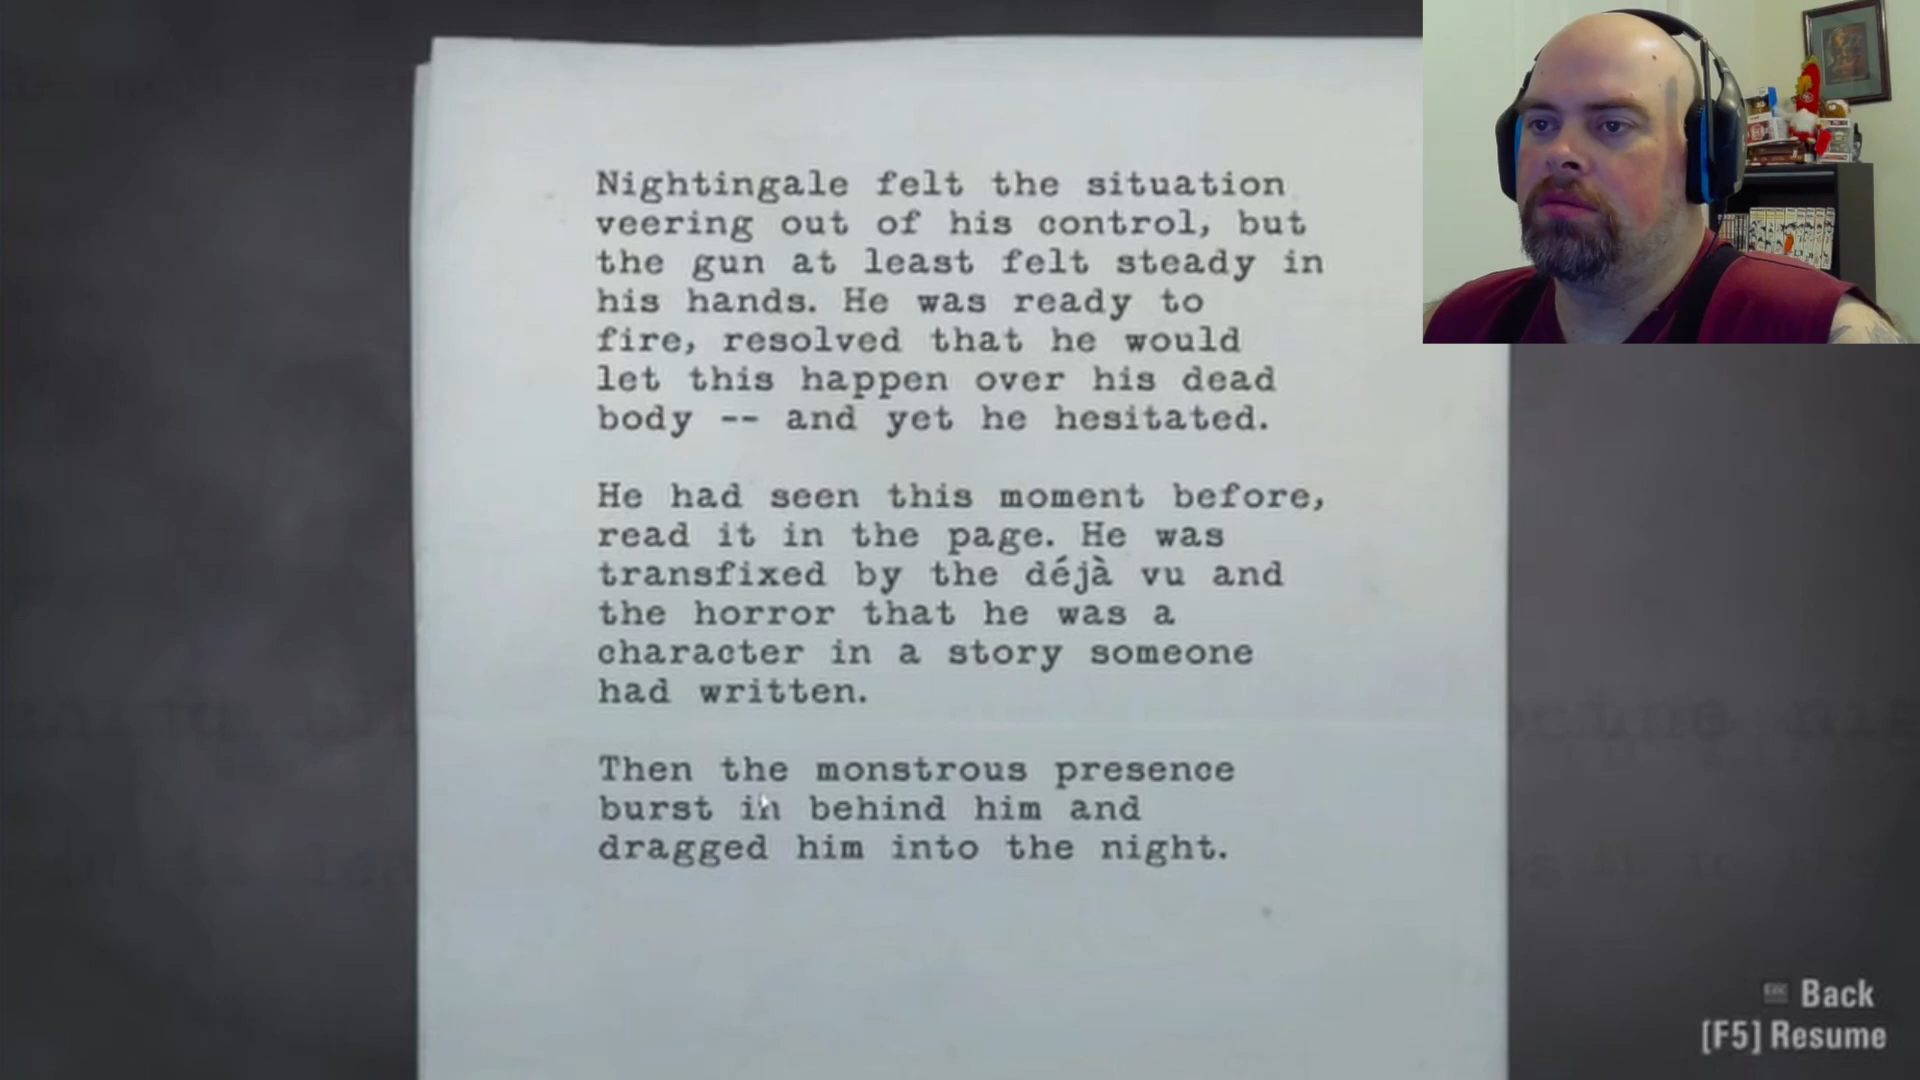 Nightingale felt the situation
veering out of his control, but
the gun at least felt steady in
his hands. He was ready to
fire, resolved that he would
let this happen over his dead
body -- and yet he hesitated.
He had seen this moment before,
read it in the page. He was
transfixed by the déjà vu and
the horror that he was a
character in a story someone
had written.
Then the monstrous presence
burst in behind him and
dragged him into the night.
Back
[F5] Resume